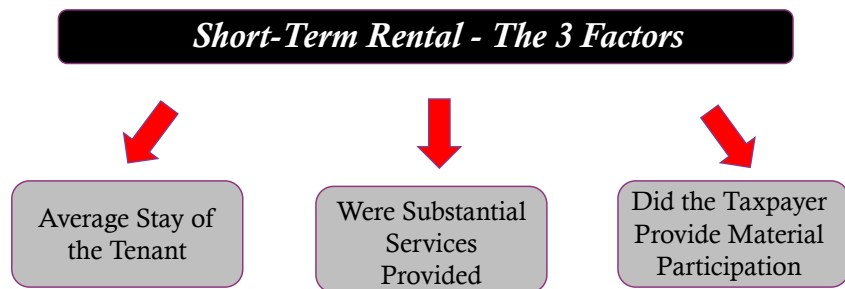 Short-Term Rental - The 3 Factors
Average Stay of
the Tenant
Were Substantial
Services
Provided
Did the Taxpayer
Provide Material
Participation